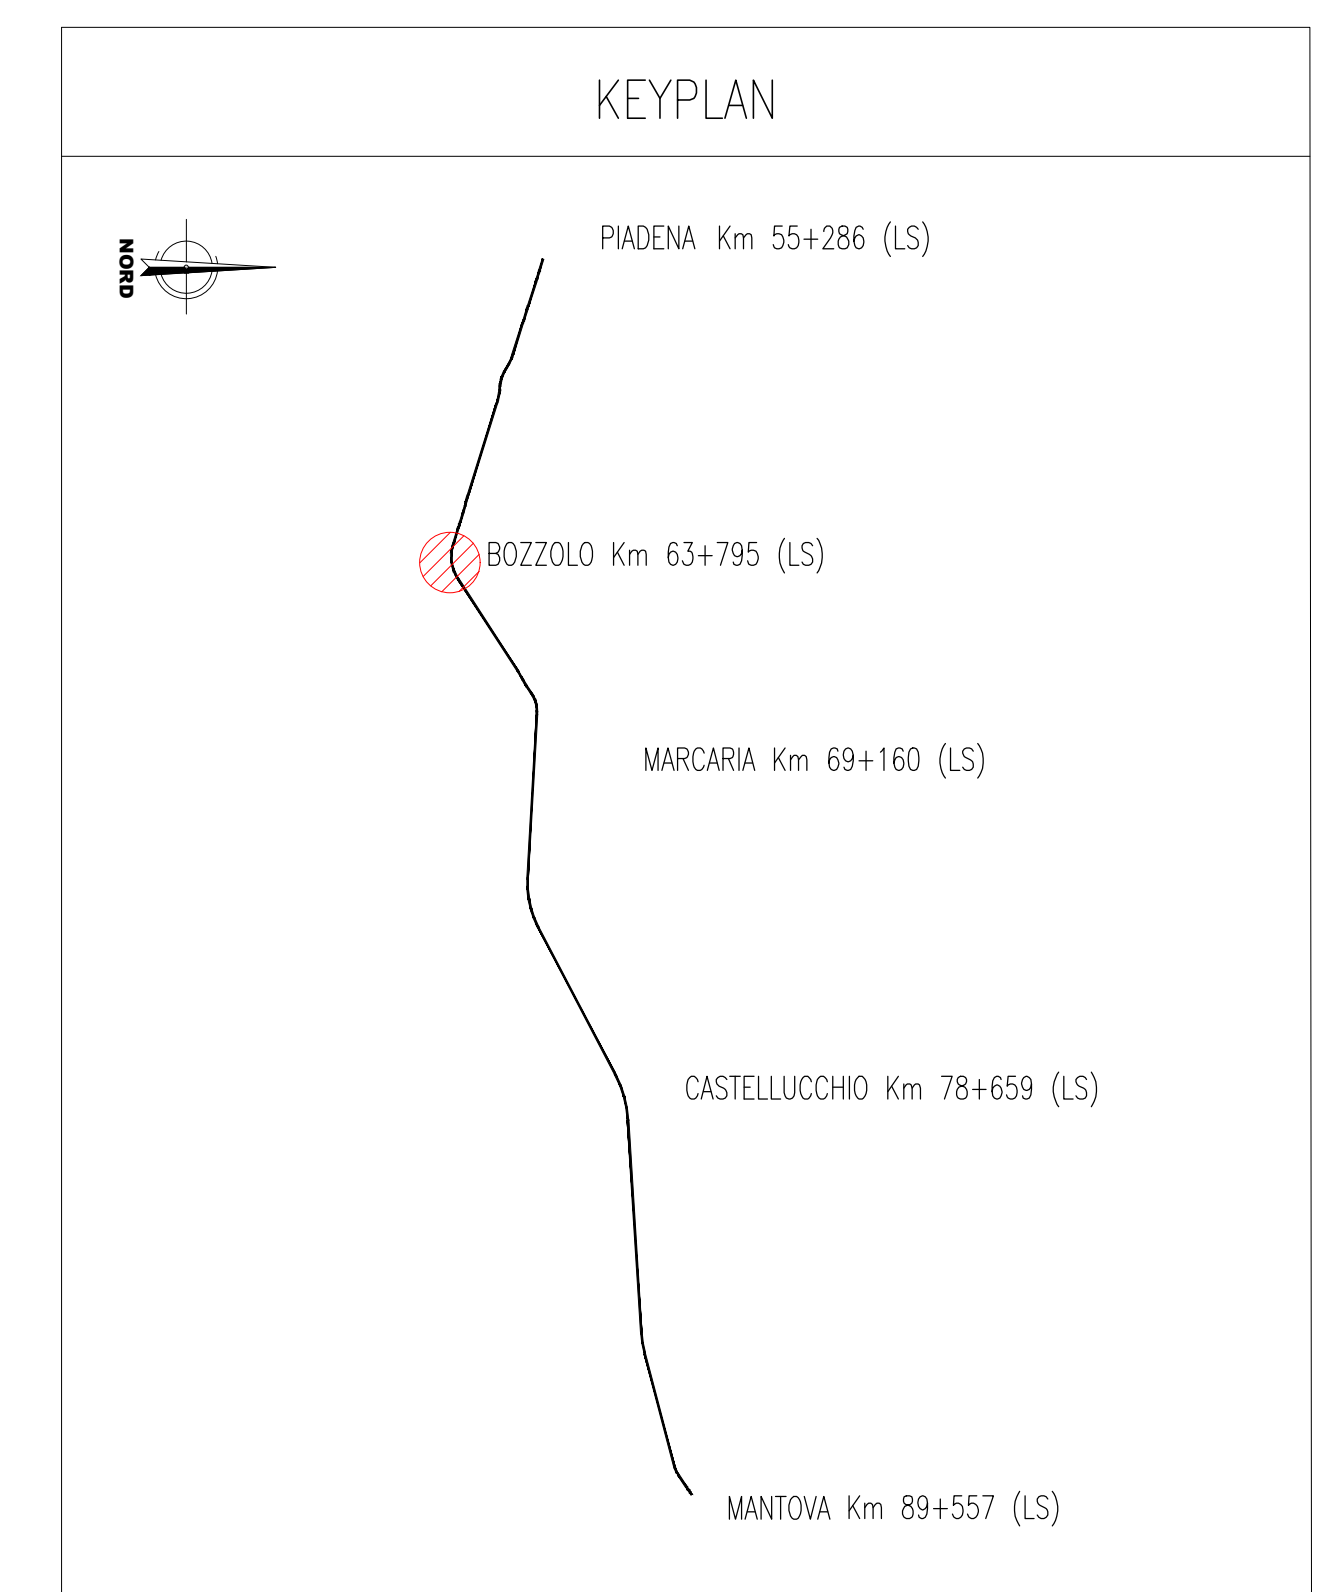 KEYPLAN
NORD
PIADENA Km 55+286 (LS)
BOZZOLO Km 63+795 (LS)
MARCARIA Km 69+160 (LS)
CASTELLUCCHIO Km 78+659 (LS)
MANTOVA Km 89+557 (LS)